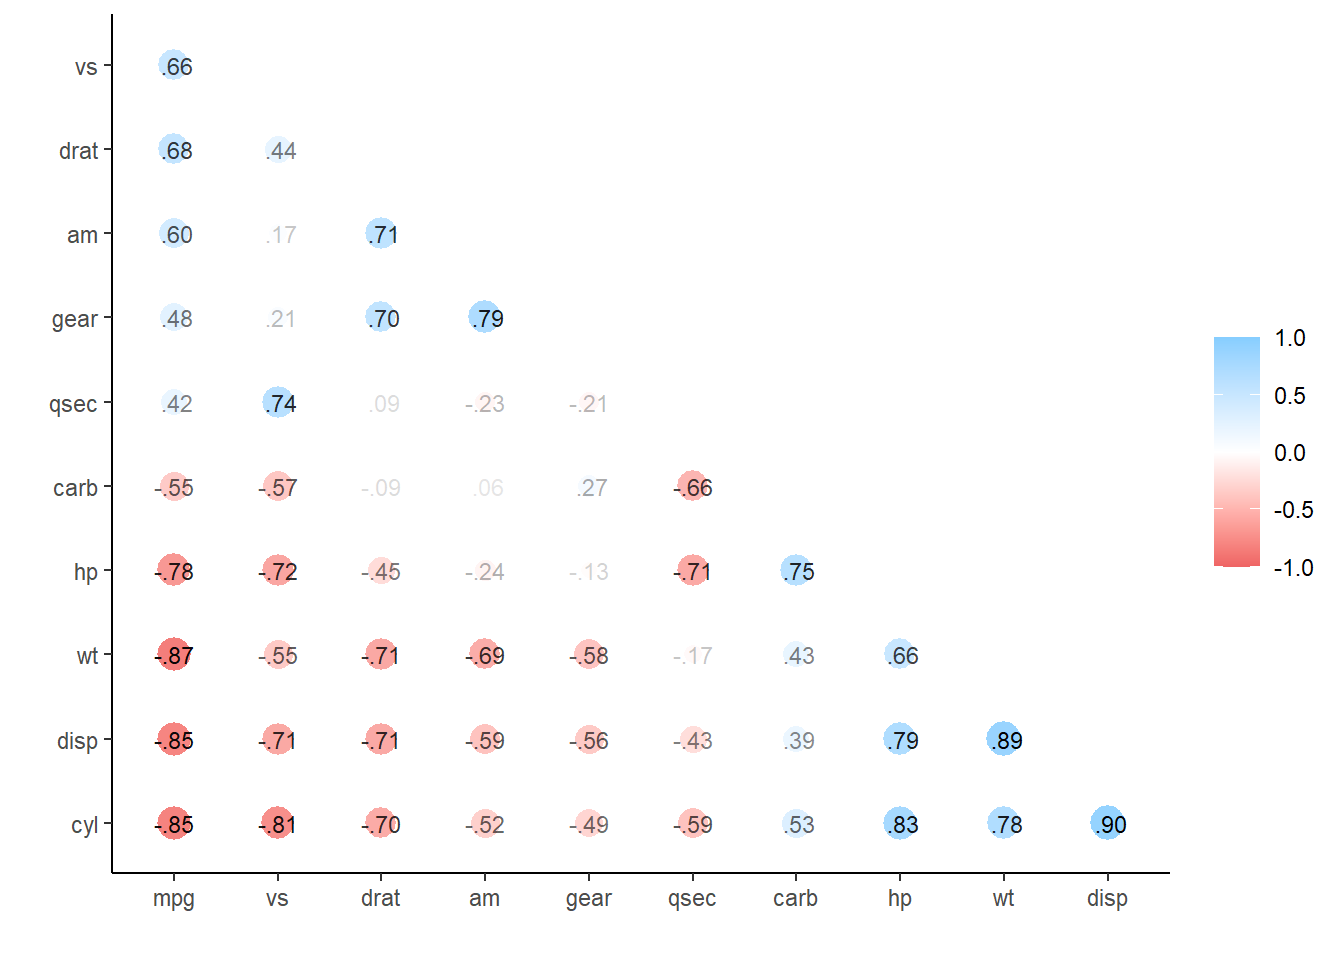 vs .66
drat .68 .44
am .60 .17 .71
gear .48 .21 .70 .79
1.0
qsec .42 .74 .09 -.23 -.21
0.5
0.0
carb -.55 -.57 -.09 .06 .27 -.66
-0.5
hp -.78 -.72 -.45 -.24 -.13 -.71 .75
-1.0
wt -.87 -.55 -.71 -.69 -.58 -.17 .43 .66
disp -.85 -.71 -.71 -.59 -.56 -.43 .39 .79 .89
cyl -.85 -.81 -.70 -.52 -.49 -.59 .53 .83 .78 .90
mpg vs drat am gear qsec carb hp wt disp